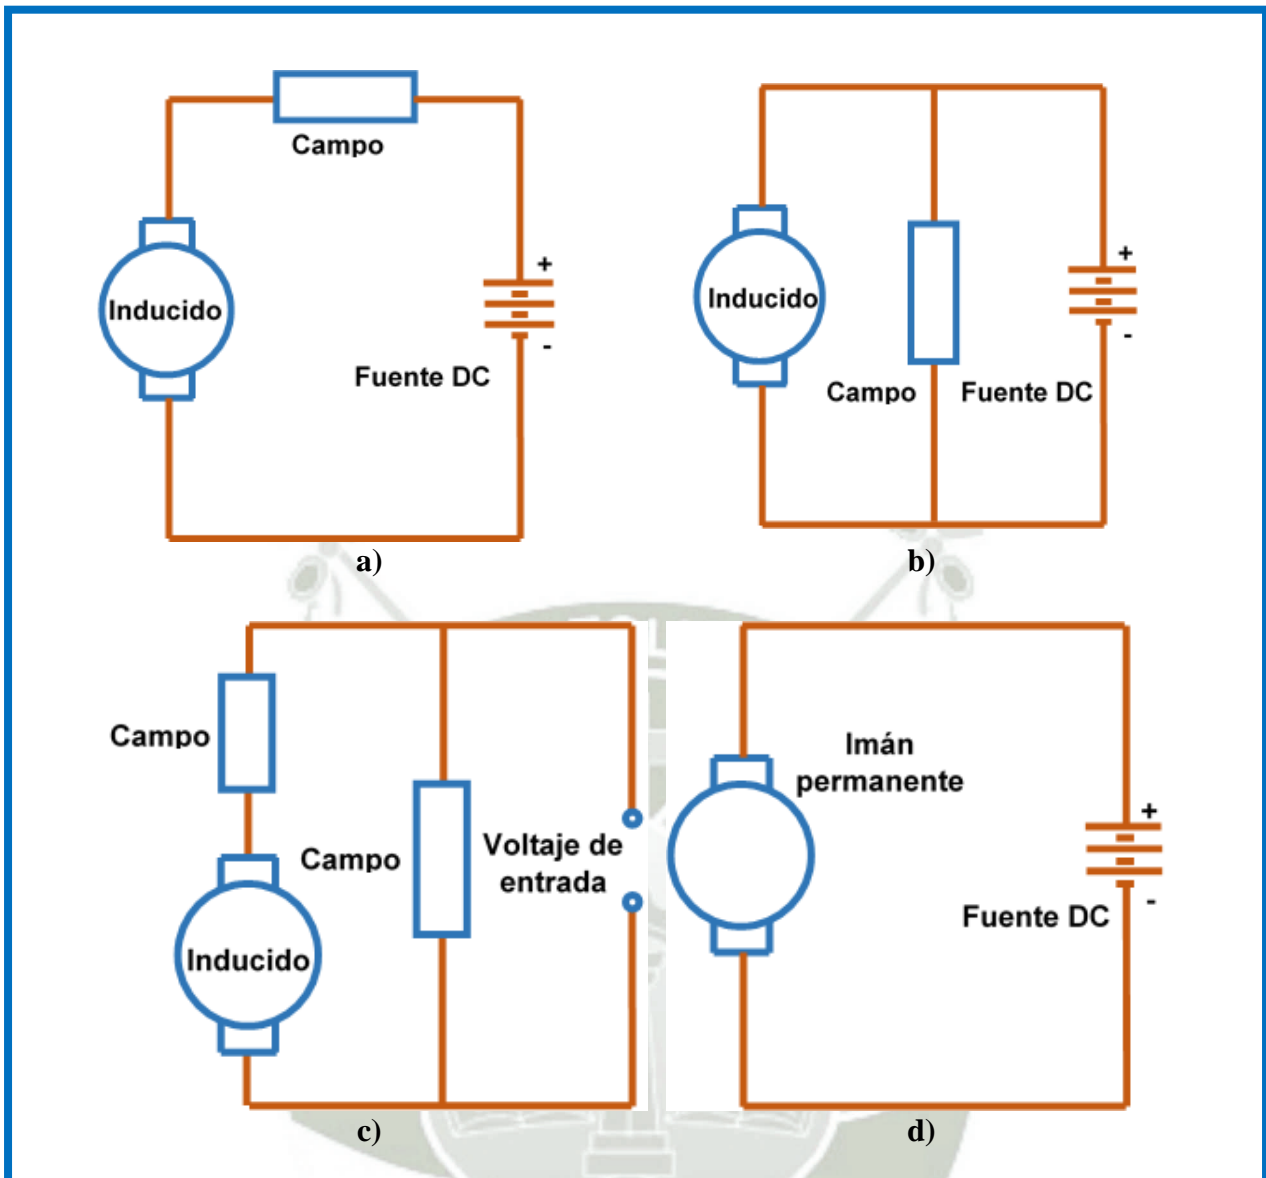 Campo
Inducido
+
-
Fuente DC
a)
Inducido
Campo
+
-
Fuente DC
b)
Campo
Inducido
Campo
Voltaje de
entrada
c)
Imán
permanente
+
-
Fuente DC
d)